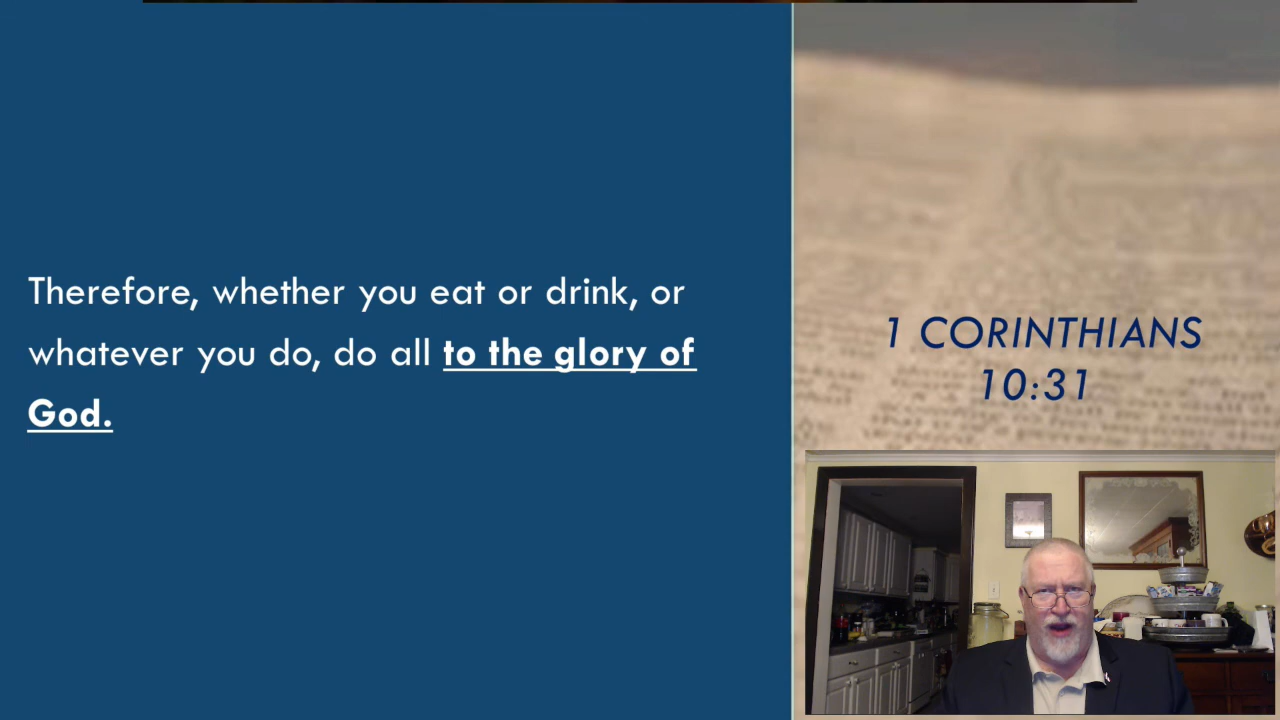 Therefore, whether you eat or drink, or
whatever you do, do all to the glory of
God.
1 CORINTHIANS
10:31